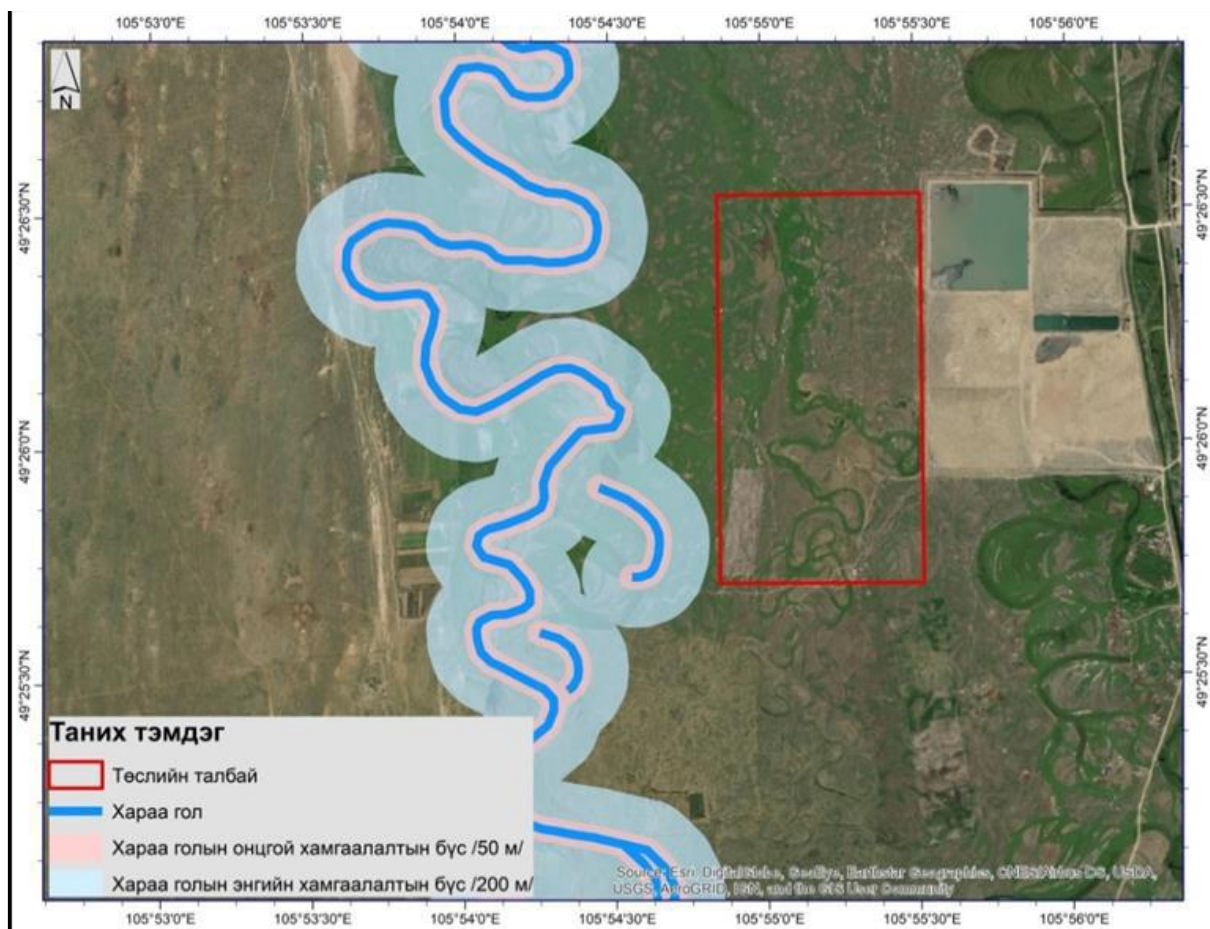 105°53'0"E 105°53'30"E 105°54'0"E 105°54'30"E 105°55'0"E 105°55'30"E 105°56'0"E
N
49°26'30"N 49°26'30"N
49°26'0"N 49°26'0"N
49°25'30"N 49°25'30"N
Таних тэмдэг
Төслийн талбай
Хараа гол
Хараа голын онцгой хамгаалалтын бүс /50 м/
Хараа голын энгийн хамгаалалтын бүс /200 м/
Source: Esri, DigitalGlobe, GeoEye, Earthstar Geographics, CNES/Airbus DS, USDA,
USGS, AeroGRID, IGN, and the GIS User Community
105°53'0"E 105°53'30"E 105°54'0"E 105°54'30"E 105°55'0"E 105°55'30"E 105°56'0"E